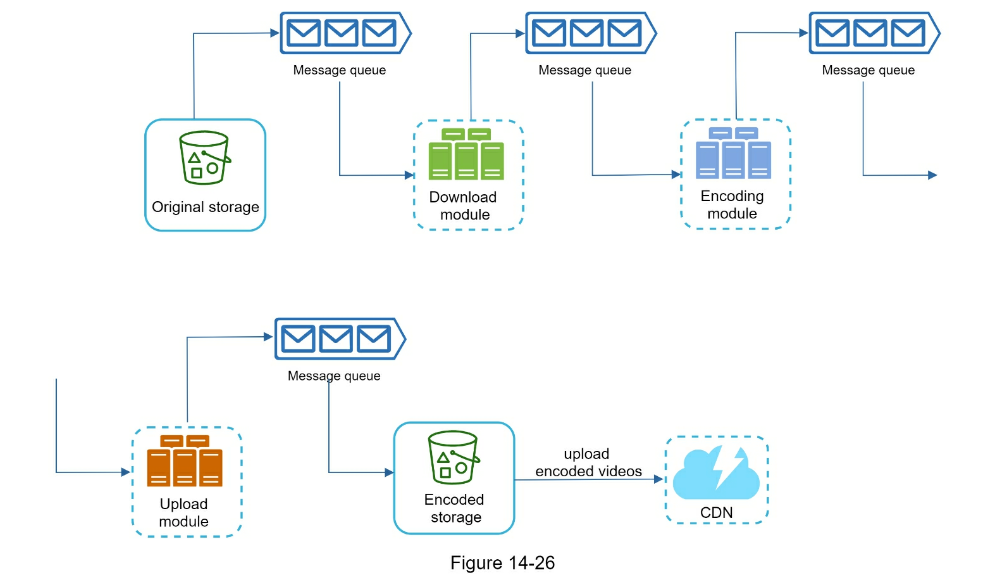 Message queue
Message queue
Message queue
Original storage
Download
module
Encoding
module
Message queue
Upload
module
Encoded
storage
upload
encoded videos
CDN
Figure 14-26